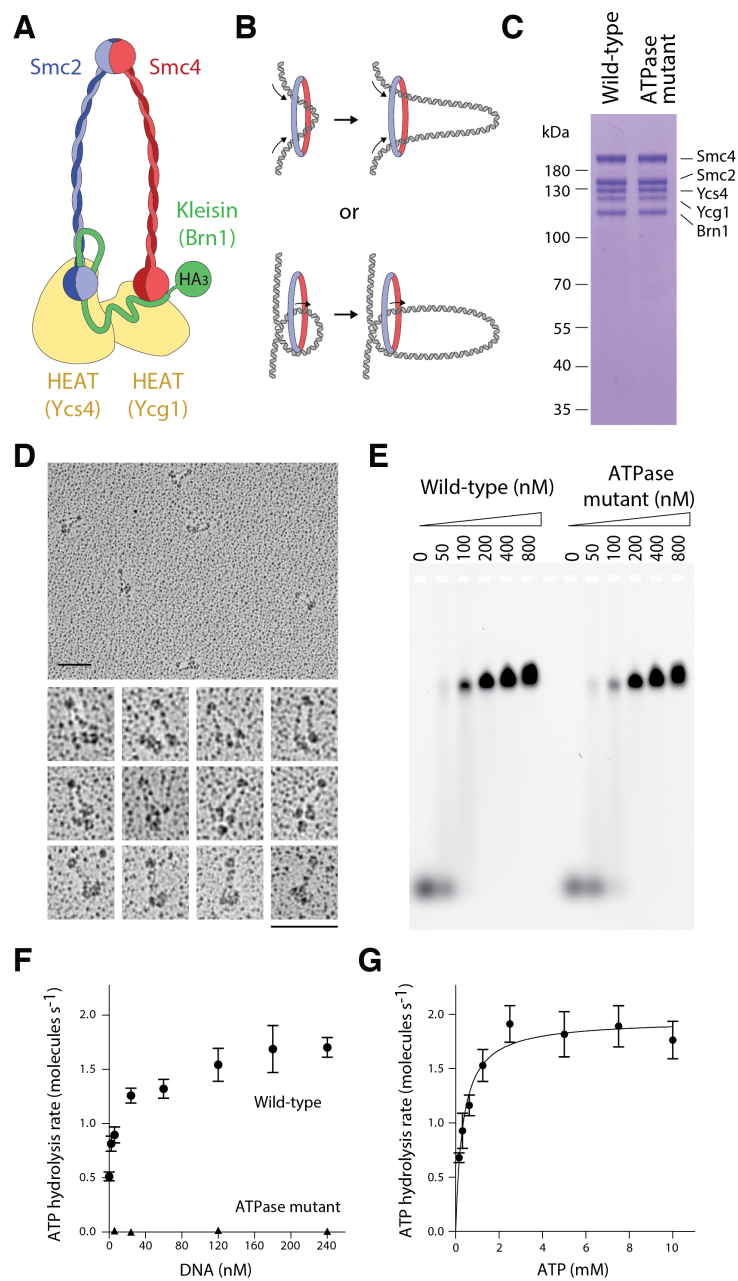 A
Smc2
Smc4
Kleisin
(Brn1)
HA3
HEAT
(Ycs4)
HEAT
(Ycg1)
B
or
C
Wild-type
ATPase
mutant
kDa
180
130
100
70
55
40
35
Smc4
Smc2
Ycs4
Ycg1
Brn1
D
E
Wild-type (nM)
ATPase
mutant (nM)
0 50 100 200 400 800
0 50 100 200 400 800
F
ATP hydrolysis rate (molecules s-1)
2.0
1.5
1.0
0.5
0.0
Wild-type
ATPase mutant
0 40 80 120 160 200 240
DNA (nM)
G
ATP hydrolysis rate (molecules s-1)
2.0
1.5
1.0
0.5
0.0
0 2 4 6 8 10
ATP (mM)